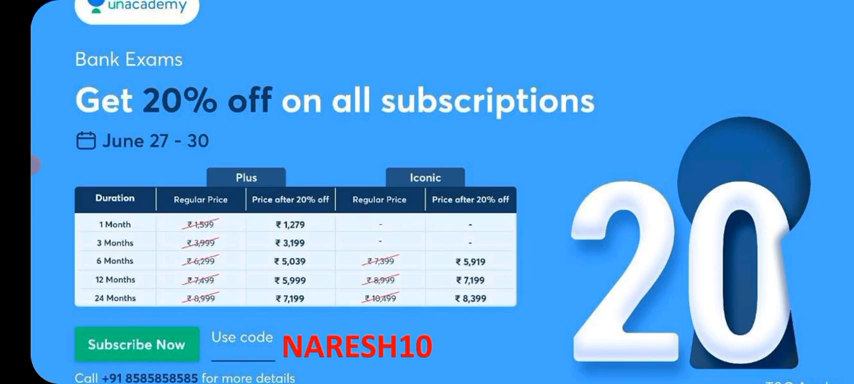 unacademy
Bank Exams
Get 20% off on all subscriptions
June 27 - 30
Plus Iconic
Duration Regular Price Price after 20% off Regular Price Price after 20% off
1 Month ₹ 1,599 ₹ 1,279 - -
3 Months ₹ 3,999 ₹ 3,199 - -
6 Months ₹ 6,299 ₹ 5,039 ₹ 7,399 ₹ 5,919
12 Months ₹ 7,499 ₹ 5,999 ₹ 8,999 ₹ 7,199
24 Months ₹ 8,999 ₹ 7,199 ₹ 10,499 ₹ 8,399
20
Subscribe Now Use code NARESH10
Call +91 8585858585 for more details